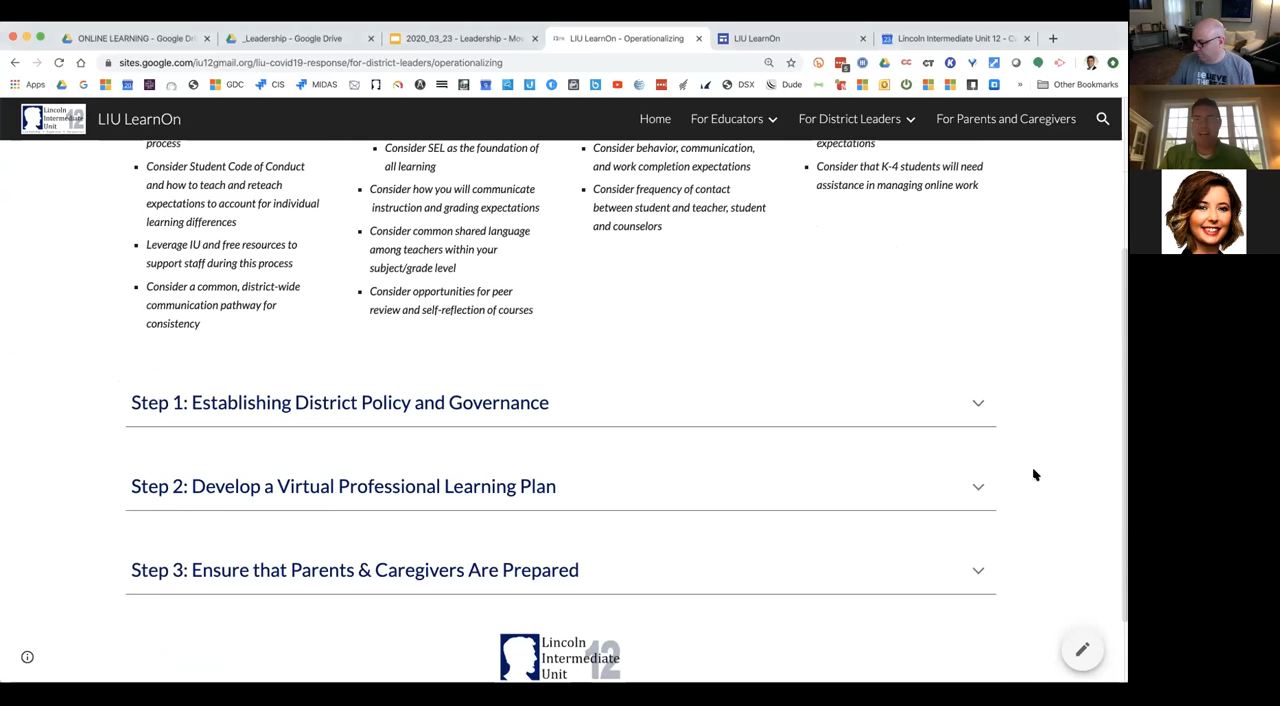 ONLINE LEARNING - Google Dri
_Leadership - Google Drive
2020_03_23 - Leadership - Mov
LIU LearnOn - Operationalizing
LIU LearnOn
Lincoln Intermediate Unit 12 - C
sites.google.com/iu12gmail.org/liu-covid19-response/for-district-leaders/operationalizing
Apps
GDC
CIS
MIDAS
DSX
Dude
Other Bookmarks
Lincoln
Intermediate
Unit 12
LIU LearnOn
Home
For Educators
For District Leaders
For Parents and Caregivers
process
Consider Student Code of Conduct
and how to teach and reteach
expectations to account for individual
learning differences
Leverage IU and free resources to
support staff during this process
Consider a common, district-wide
communication pathway for
consistency
Consider SEL as the foundation of
all learning
Consider how you will communicate
instruction and grading expectations
Consider common shared language
among teachers within your
subject/grade level
Consider opportunities for peer
review and self-reflection of courses
Consider behavior, communication,
and work completion expectations
Consider frequency of contact
between student and teacher, student
and counselors
expectations
Consider that K-4 students will need
assistance in managing online work
Step 1: Establishing District Policy and Governance
Step 2: Develop a Virtual Professional Learning Plan
Step 3: Ensure that Parents & Caregivers Are Prepared
Lincoln
Intermediate
Unit 12